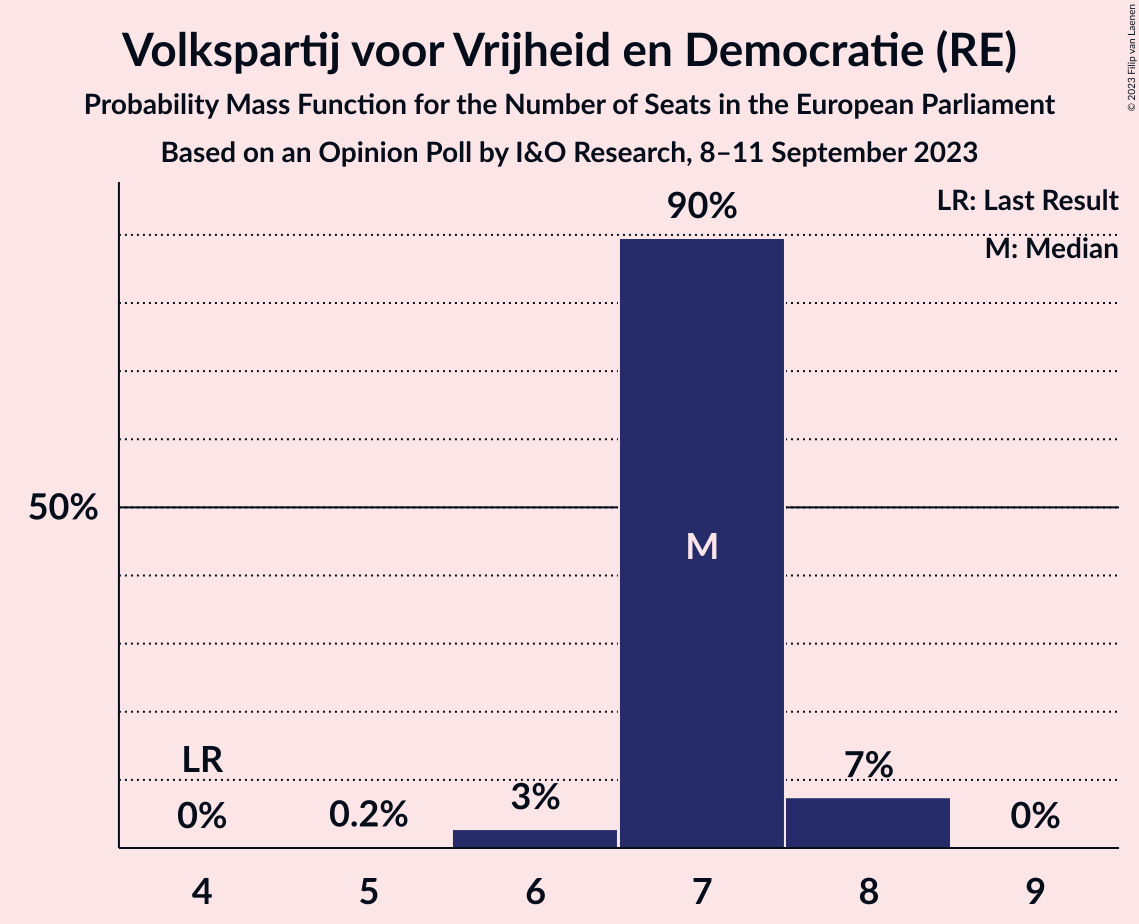 Volkspartij voor Vrijheid en Democratie (RE)
Probability Mass Function for the Number of Seats in the European Parliament
Based on an Opinion Poll by I&O Research, 8–11 September 2023
© 2023 Filip van Laenen
LR: Last Result
M: Median
90%
50%
M
LR
0%
0.2%
3%
7%
0%
4 5 6 7 8 9